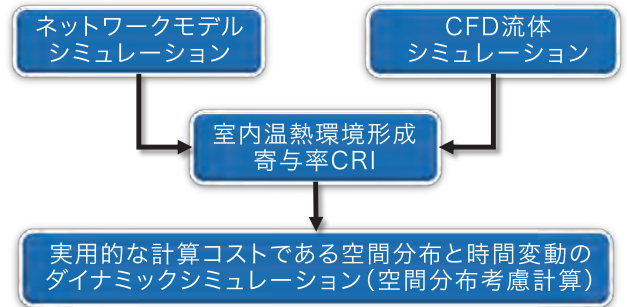 ネットワークモデル
シミュレーション
CFD流体
シミュレーション
室内温熱環境形成
寄与率CRI
実用的な計算コストである空間分布と時間変動の
ダイナミックシミュレーション(空間分布考慮計算)